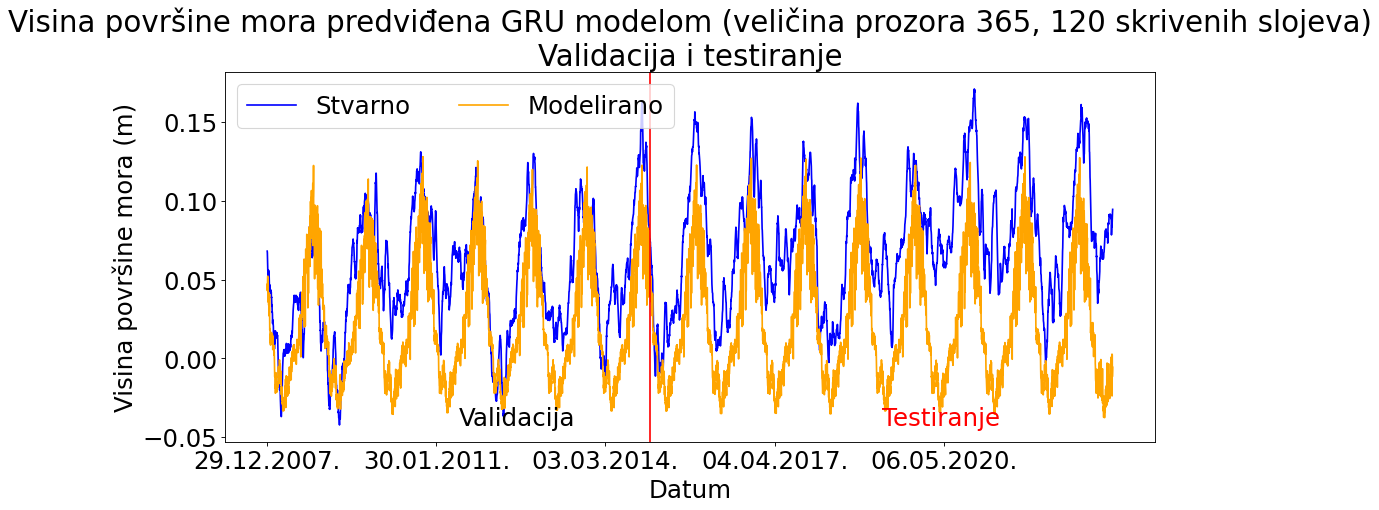 Visina površine mora predviđena GRU modelom (veličina prozora 365, 120 skrivenih slojeva)
Validacija i testiranje
Stvarno
Modelirano
Visina površine mora (m)
0.15
0.10
0.05
0.00
−0.05
Validacija
Testiranje
29.12.2007.
30.01.2011.
03.03.2014.
04.04.2017.
06.05.2020.
Datum